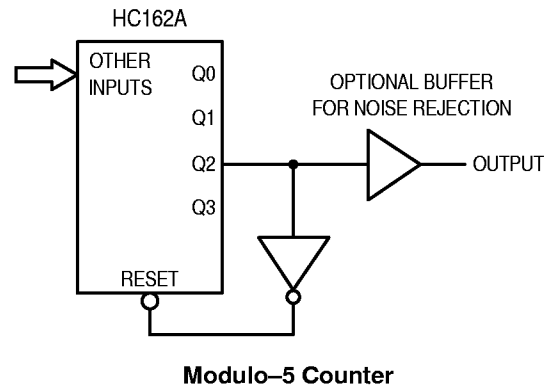 HC162A
OTHER
INPUTS
Q0
Q1
Q2
Q3
RESET
OPTIONAL BUFFER
FOR NOISE REJECTION
OUTPUT
Modulo–5 Counter